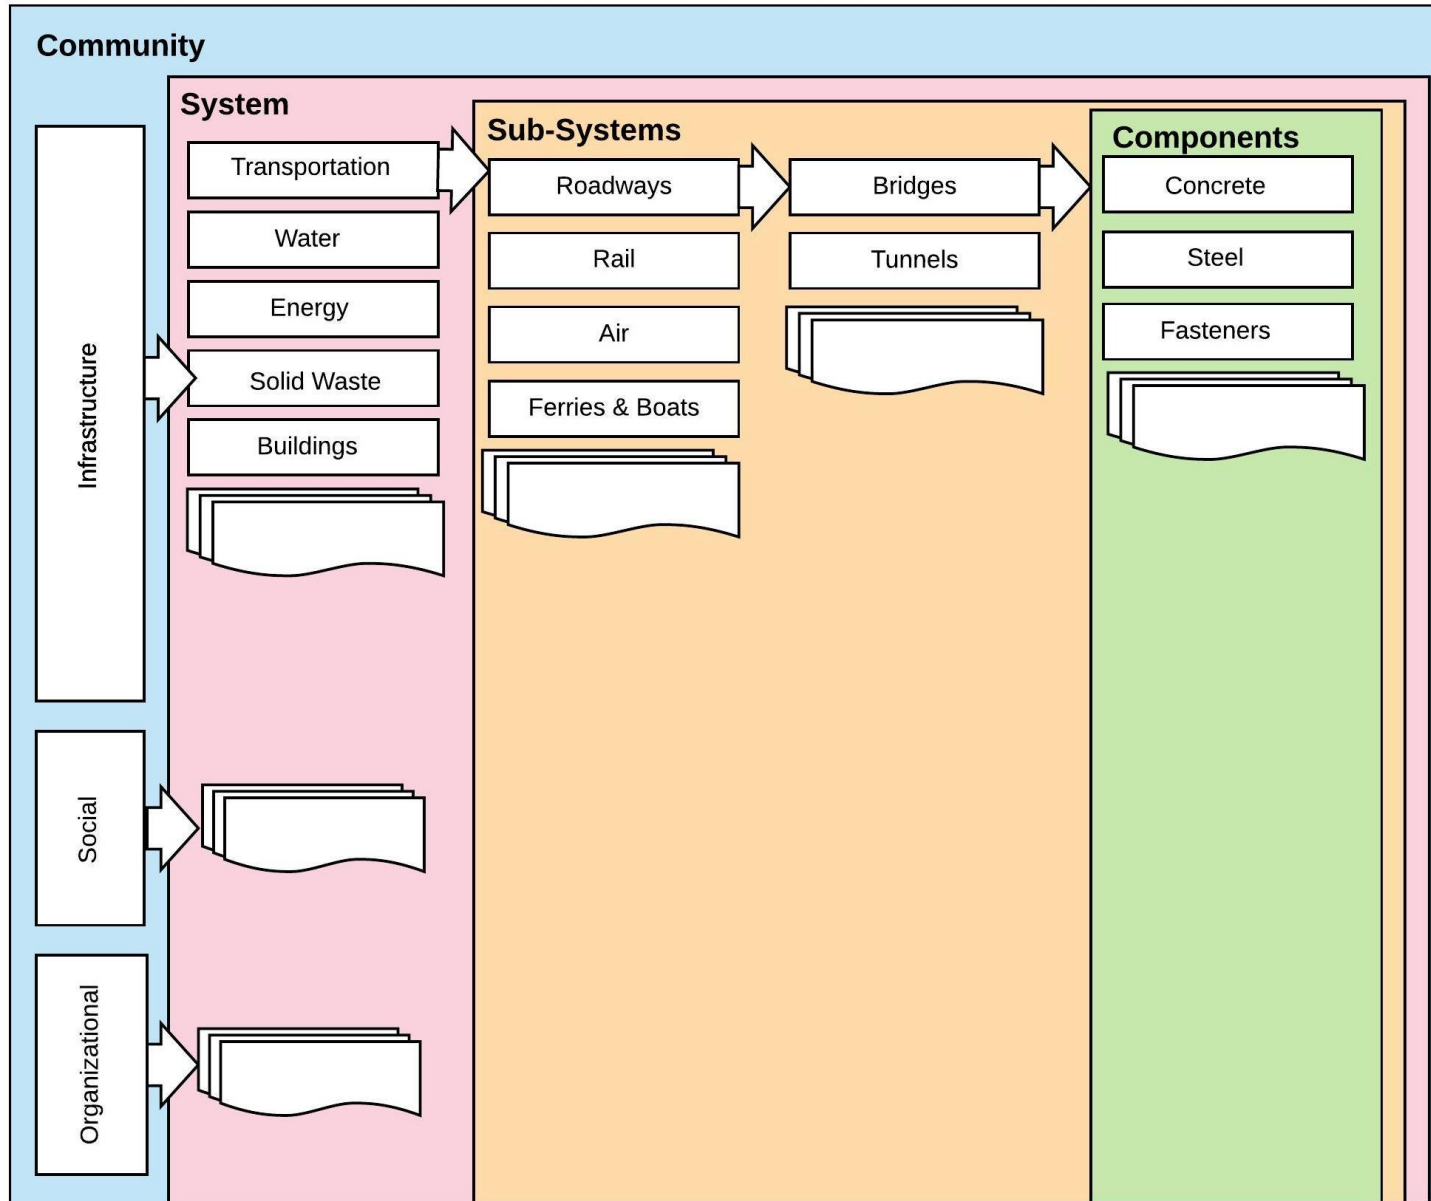 Community
System
Sub-Systems
Components
Infrastructure
Transportation
Water
Energy
Solid Waste
Buildings
Roadways
Rail
Air
Ferries & Boats
Bridges
Tunnels
Concrete
Steel
Fasteners
Social
Organizational